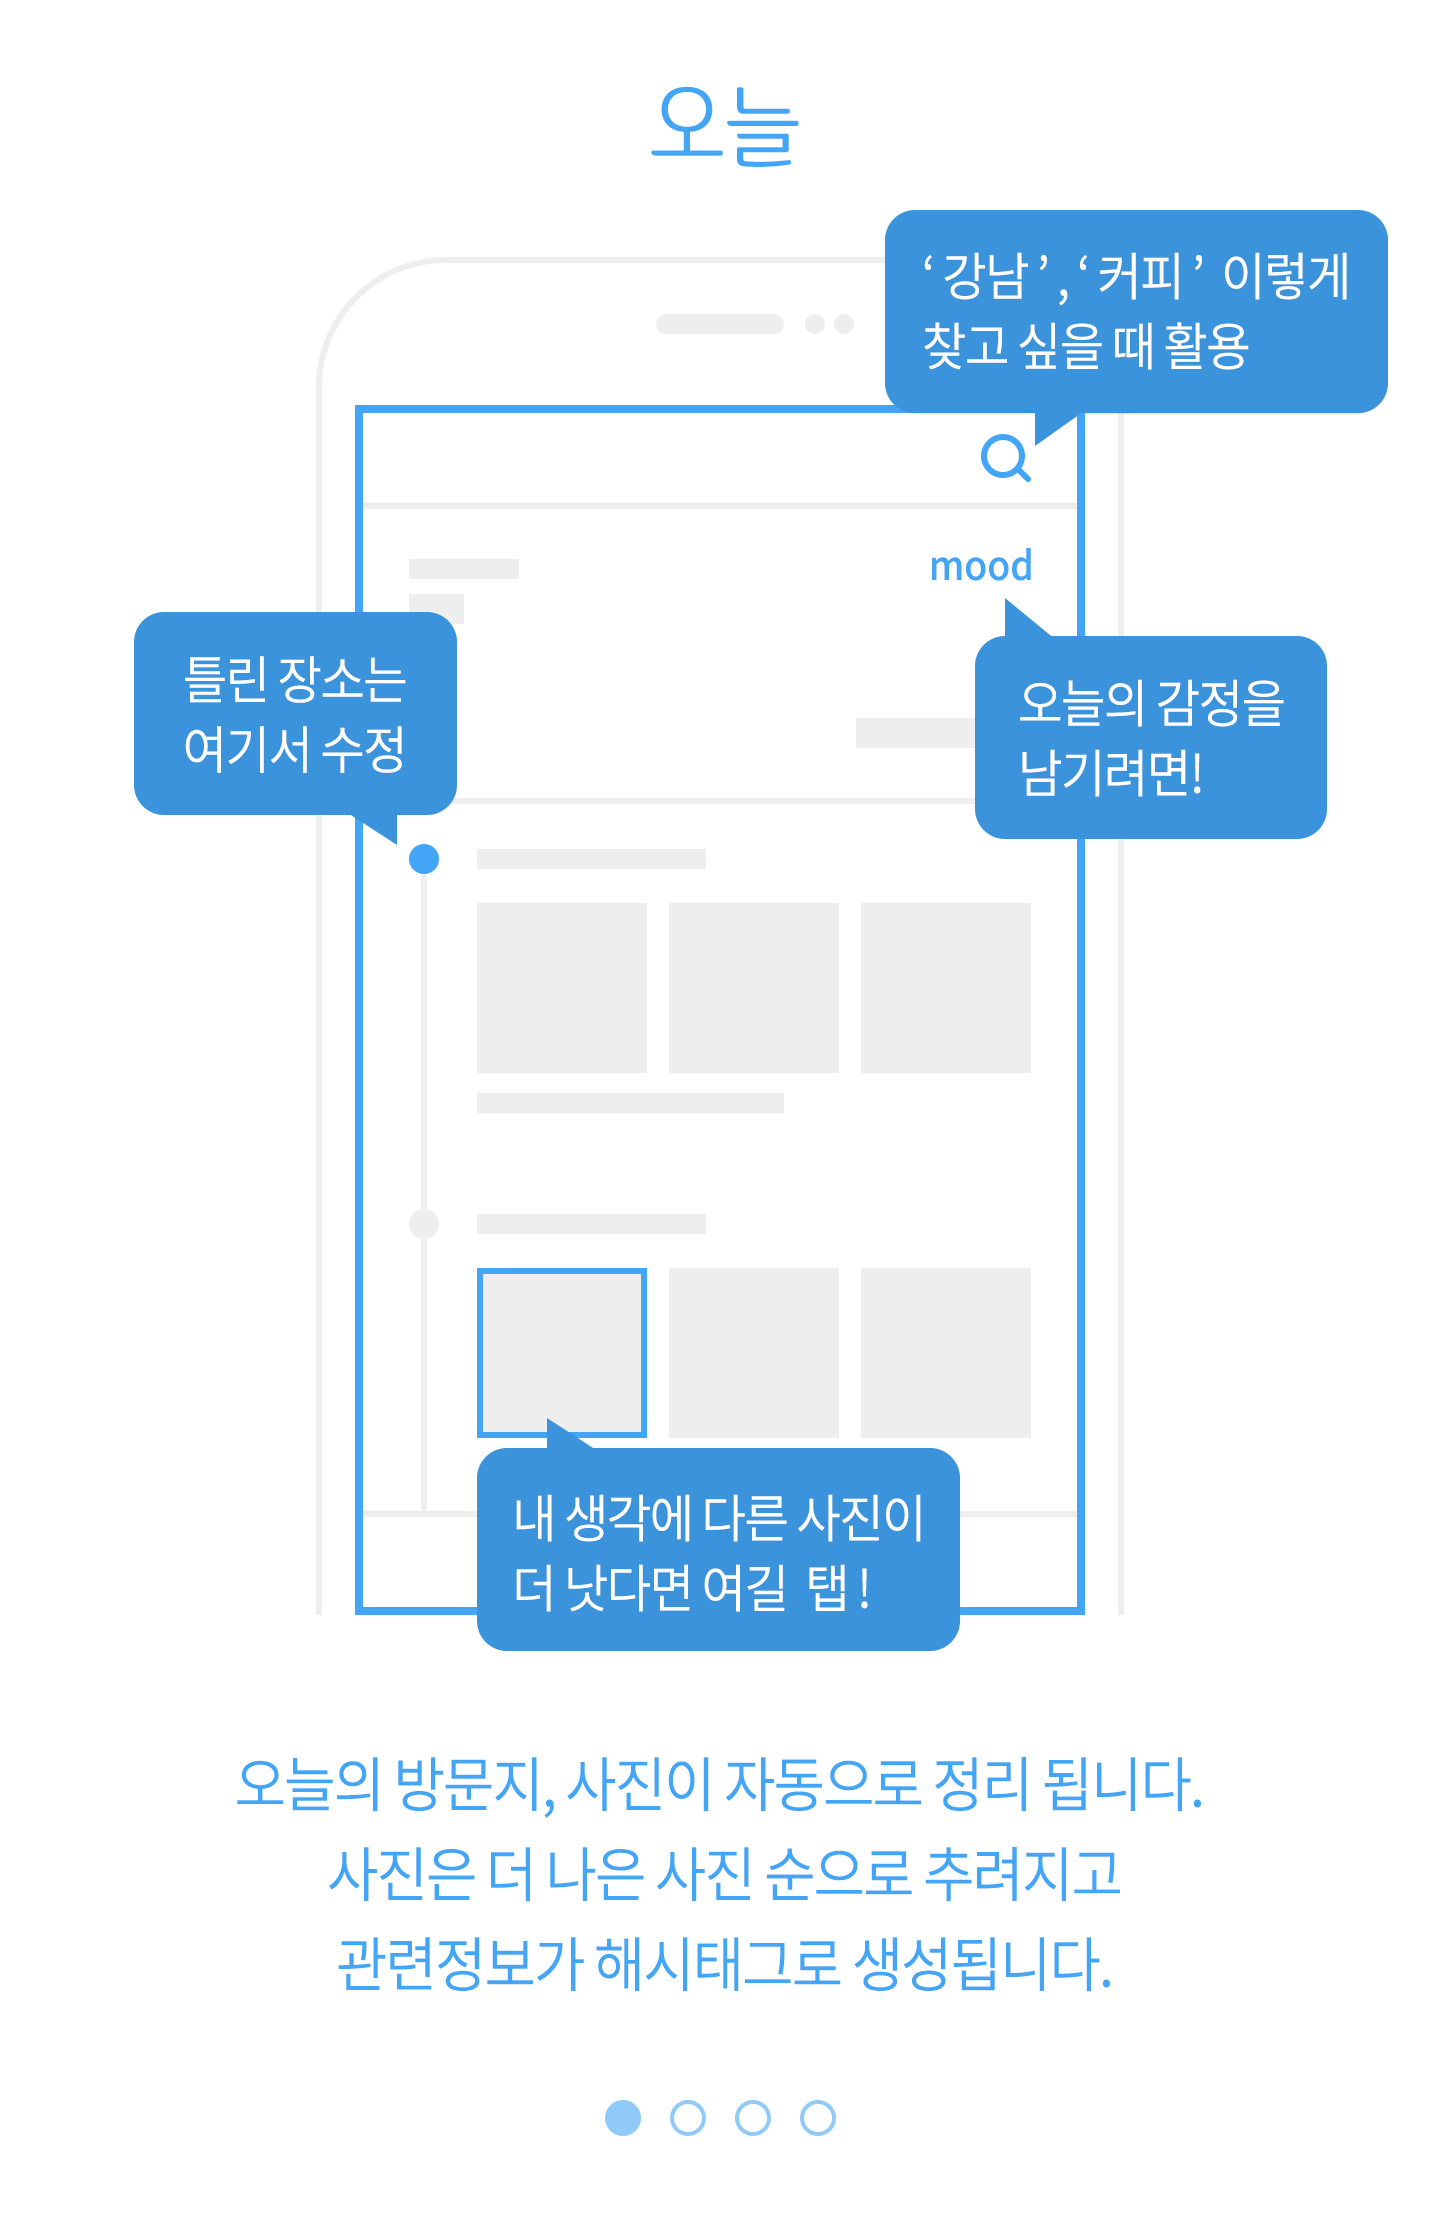 오늘
‘강남’, ‘커피’ 이렇게
찾고 싶을 때 활용
mood
틀린 장소는
여기서 수정
오늘의 감정을
남기려면!
내 생각에 다른 사진이
더 낫다면 여길 탭!
오늘의 방문지, 사진이 자동으로 정리 됩니다.
사진은 더 나은 사진 순으로 추려지고
관련정보가 해시태그로 생성됩니다.